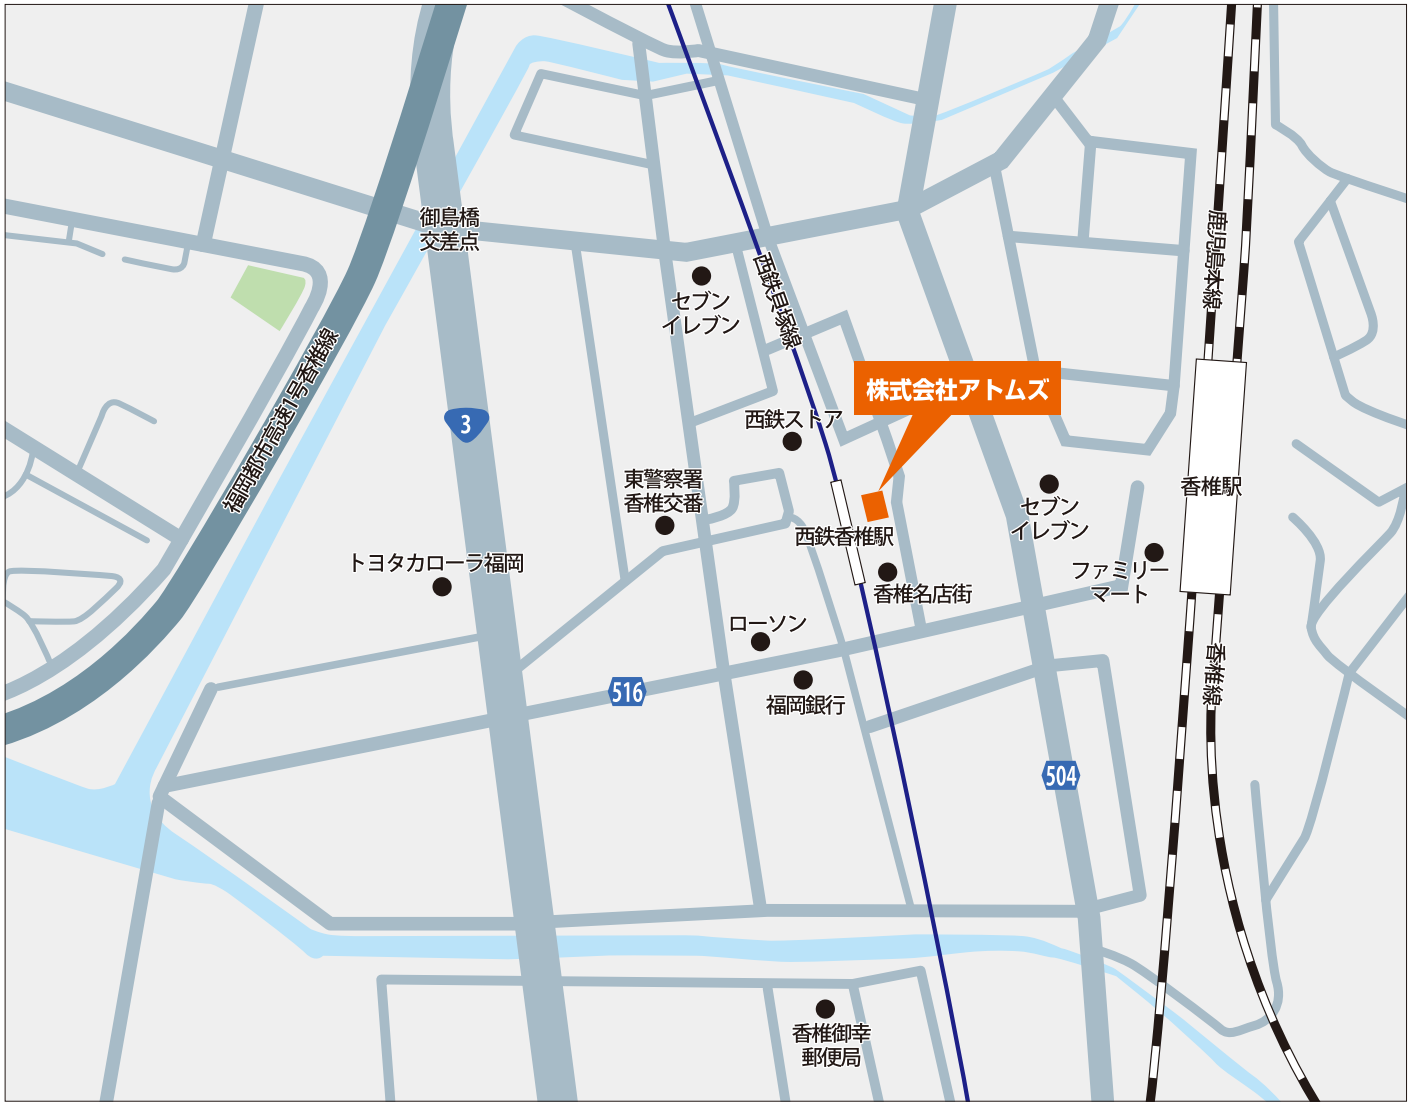 御島橋
交差点
鹿児島本線
西鉄貝塚線
セブン
イレブン
福岡都市高速1号香椎線
株式会社アトムズ
3
西鉄ストア
東警察署
香椎交番
香椎駅
セブン
イレブン
西鉄香椎駅
トヨタカローラ福岡
ファミリー
マート
香椎名店街
ローソン
香椎線
516
福岡銀行
504
香椎御幸
郵便局